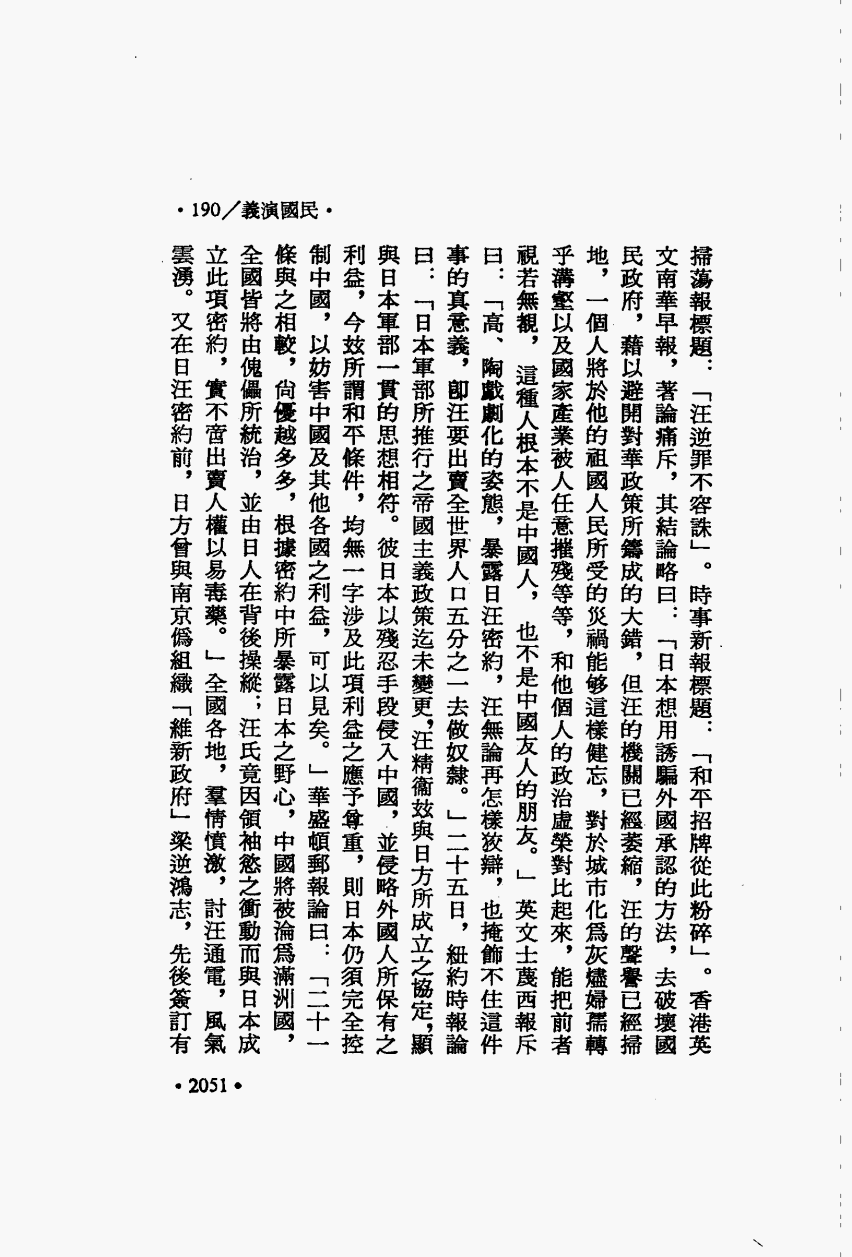 •190／義演國民•
掃蕩報標題：「汪逆罪不容誅」。時事新報標題：「和平招牌從此粉碎」。香港英
文南華早報，著論痛斥，其結論略曰：「日本想用誘騙外國承認的方法，去破壞國
民政府，藉以避開對華政策所鑄成的大錯，但汪的機關已經萎縮，汪的聲譽已經掃
地，一個人將於他的祖國人民所受的災禍能够這樣健忘，對於城市化爲灰燼婦孺轉
乎溝壑以及國家產業被人任意摧殘等等，和他個人的政治虛榮對比起來，能把前者
視若無覩，這種人根本不是中國人，也不是中國友人的朋友。」英文士蔑西報斥
曰：「高、陶戲劇化的姿態，暴露日汪密約，汪無論再怎樣狡辯，也掩飾不住這件
事的真意義，卽汪要出賣全世界人口五分之一去做奴隸。」二十五日，紐約時報論
曰：「日本軍部所推行之帝國主義政策迄未變更，汪精衞玆與日方所成立之協定，顯
與日本軍部一貫的思想相符。彼日本以殘忍手段侵入中國，並侵略外國人所保有之
利益，今玆所謂和平條件，均無一字涉及此項利益之應予尊重，則日本仍須完全控
制中國，以妨害中國及其他各國之利益，可以見矣。」華盛頓郵報論曰：「二十一
條與之相較，尙優越多多，根據密約中所暴露日本之野心，中國將被淪爲滿洲國，
全國皆將由傀儡所統治，並由日人在背後操縱；汪氏竟因領袖慾之衝動而與日本成
立此項密約，實不啻出賣人權以易毒藥。」全國各地，羣情憤激，討汪通電，風氣
雲湧。又在日汪密約前，日方曾與南京僞組織「維新政府」梁逆鴻志，先後簽訂有
•2051•